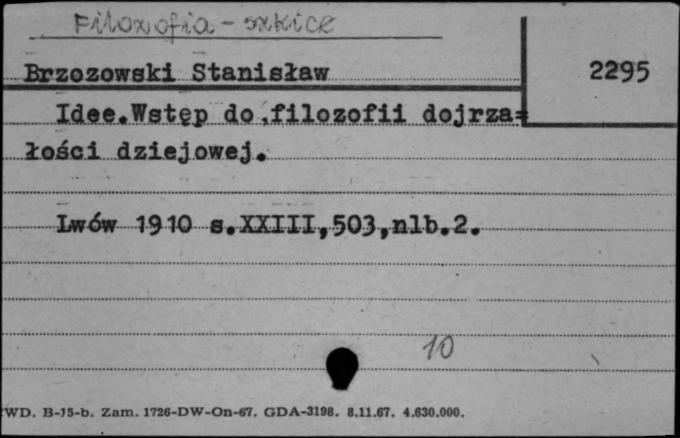 Filozofia - szkice
Brzozowski Stanisław
2295
Idee.Wstęp do filozofii dojrza=
łości dziejowej.
Lwów 1910 s.XXIII,503,nlb.2.
10
WD. B-15-b. Zam. 1726-DW-On-67. GDA-3198. 8.11.67. 4.630.000.